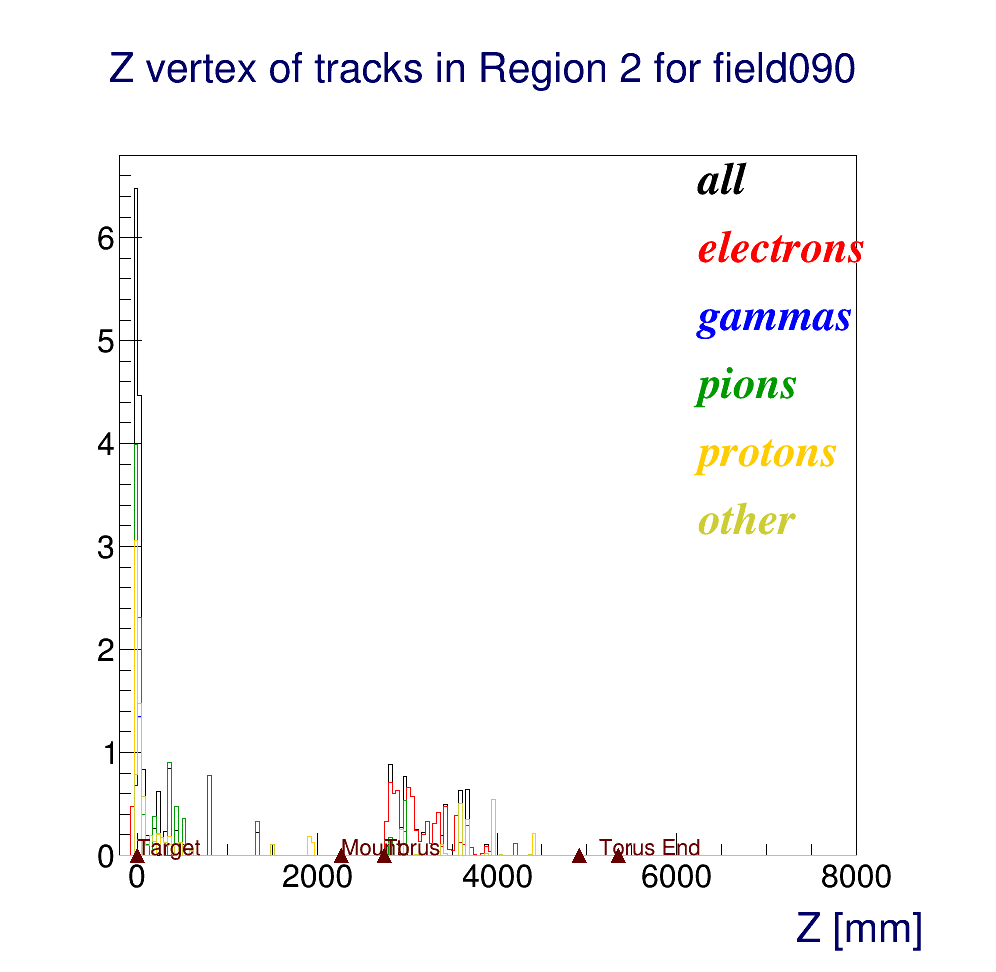 Z vertex of tracks in Region 2 for field090
all
electrons
gammas
pions
protons
other
6
5
4
3
2
1
0
Target
Mount
Torus
Torus End
0
2000
4000
6000
8000
Z [mm]